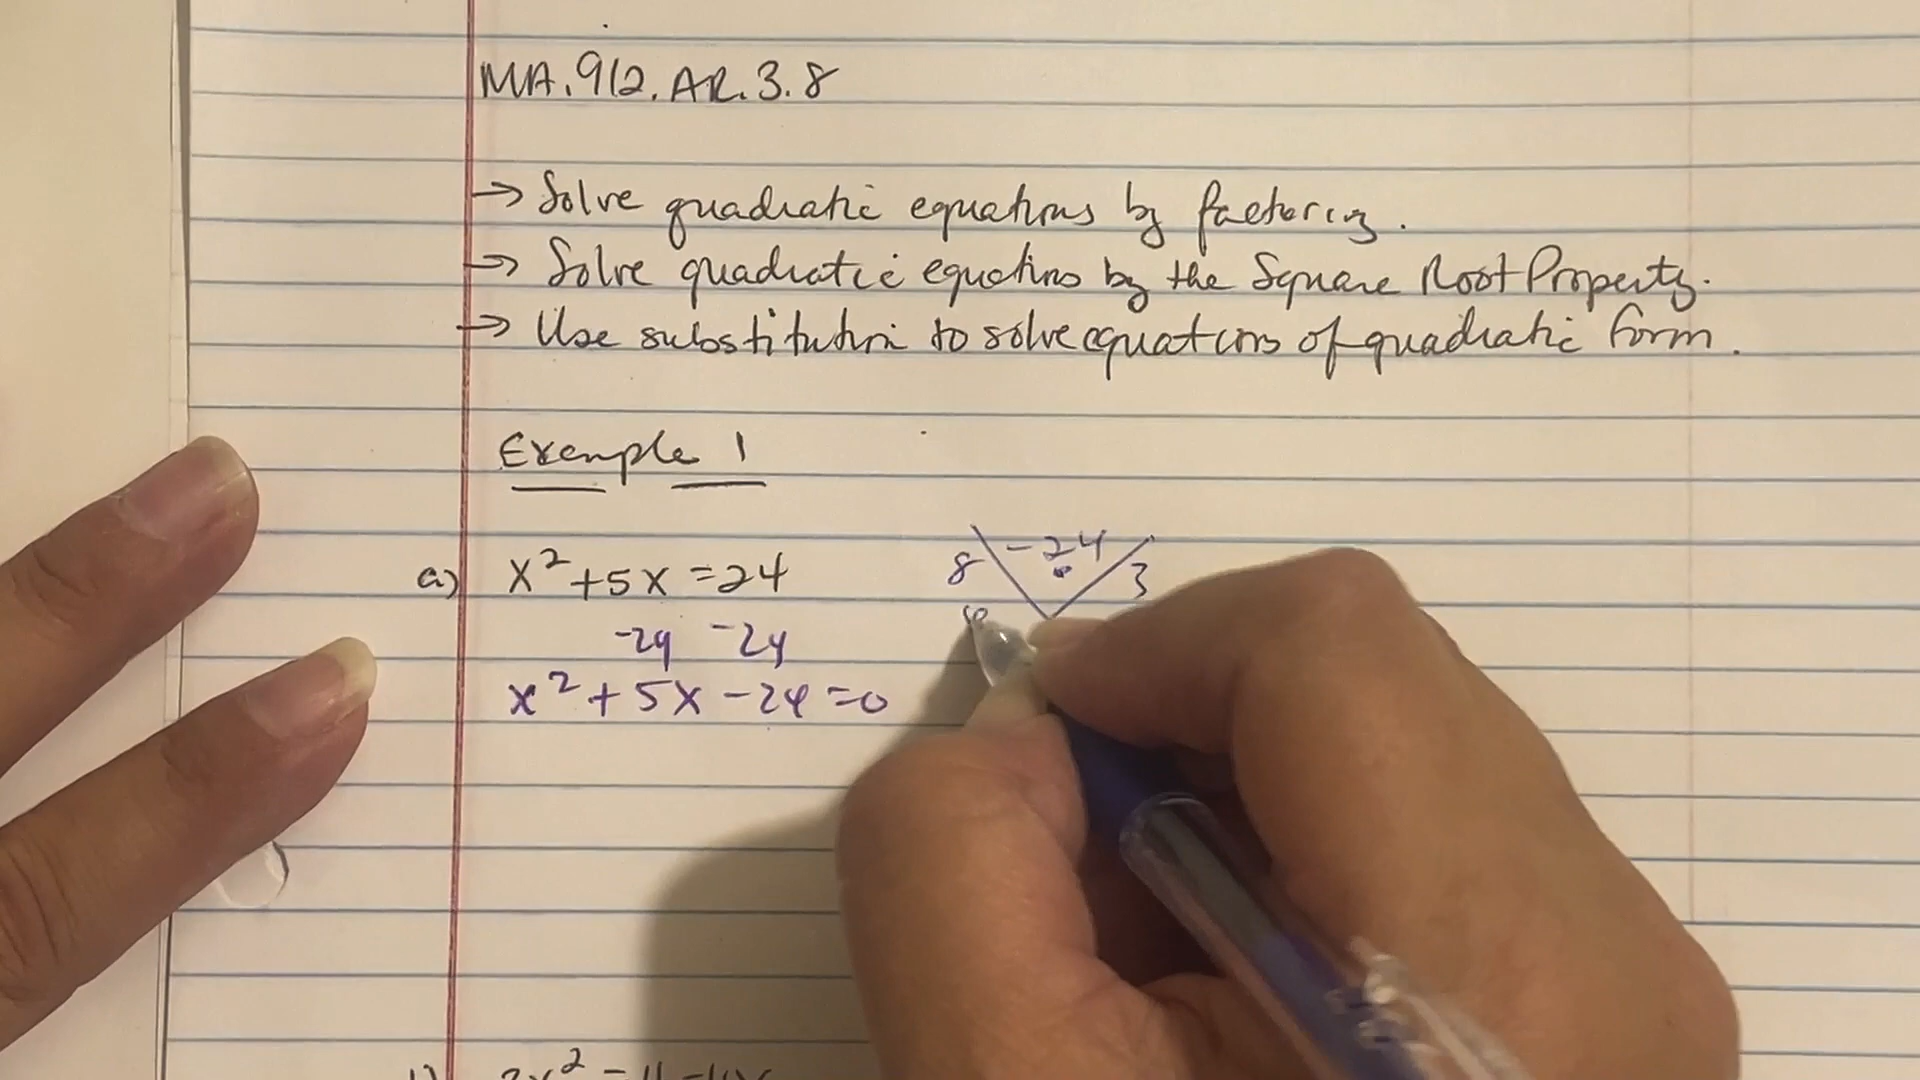 MA.912.AR.3.8
→ Solve quadratic equations by factoring.
→ Solve quadratic equations by the Square Root Property.
→ Use substitution to solve equations of quadratic form.
Example 1
a) x² + 5x = 24
-24 -24
x² + 5x - 24 = 0
-24
8 3